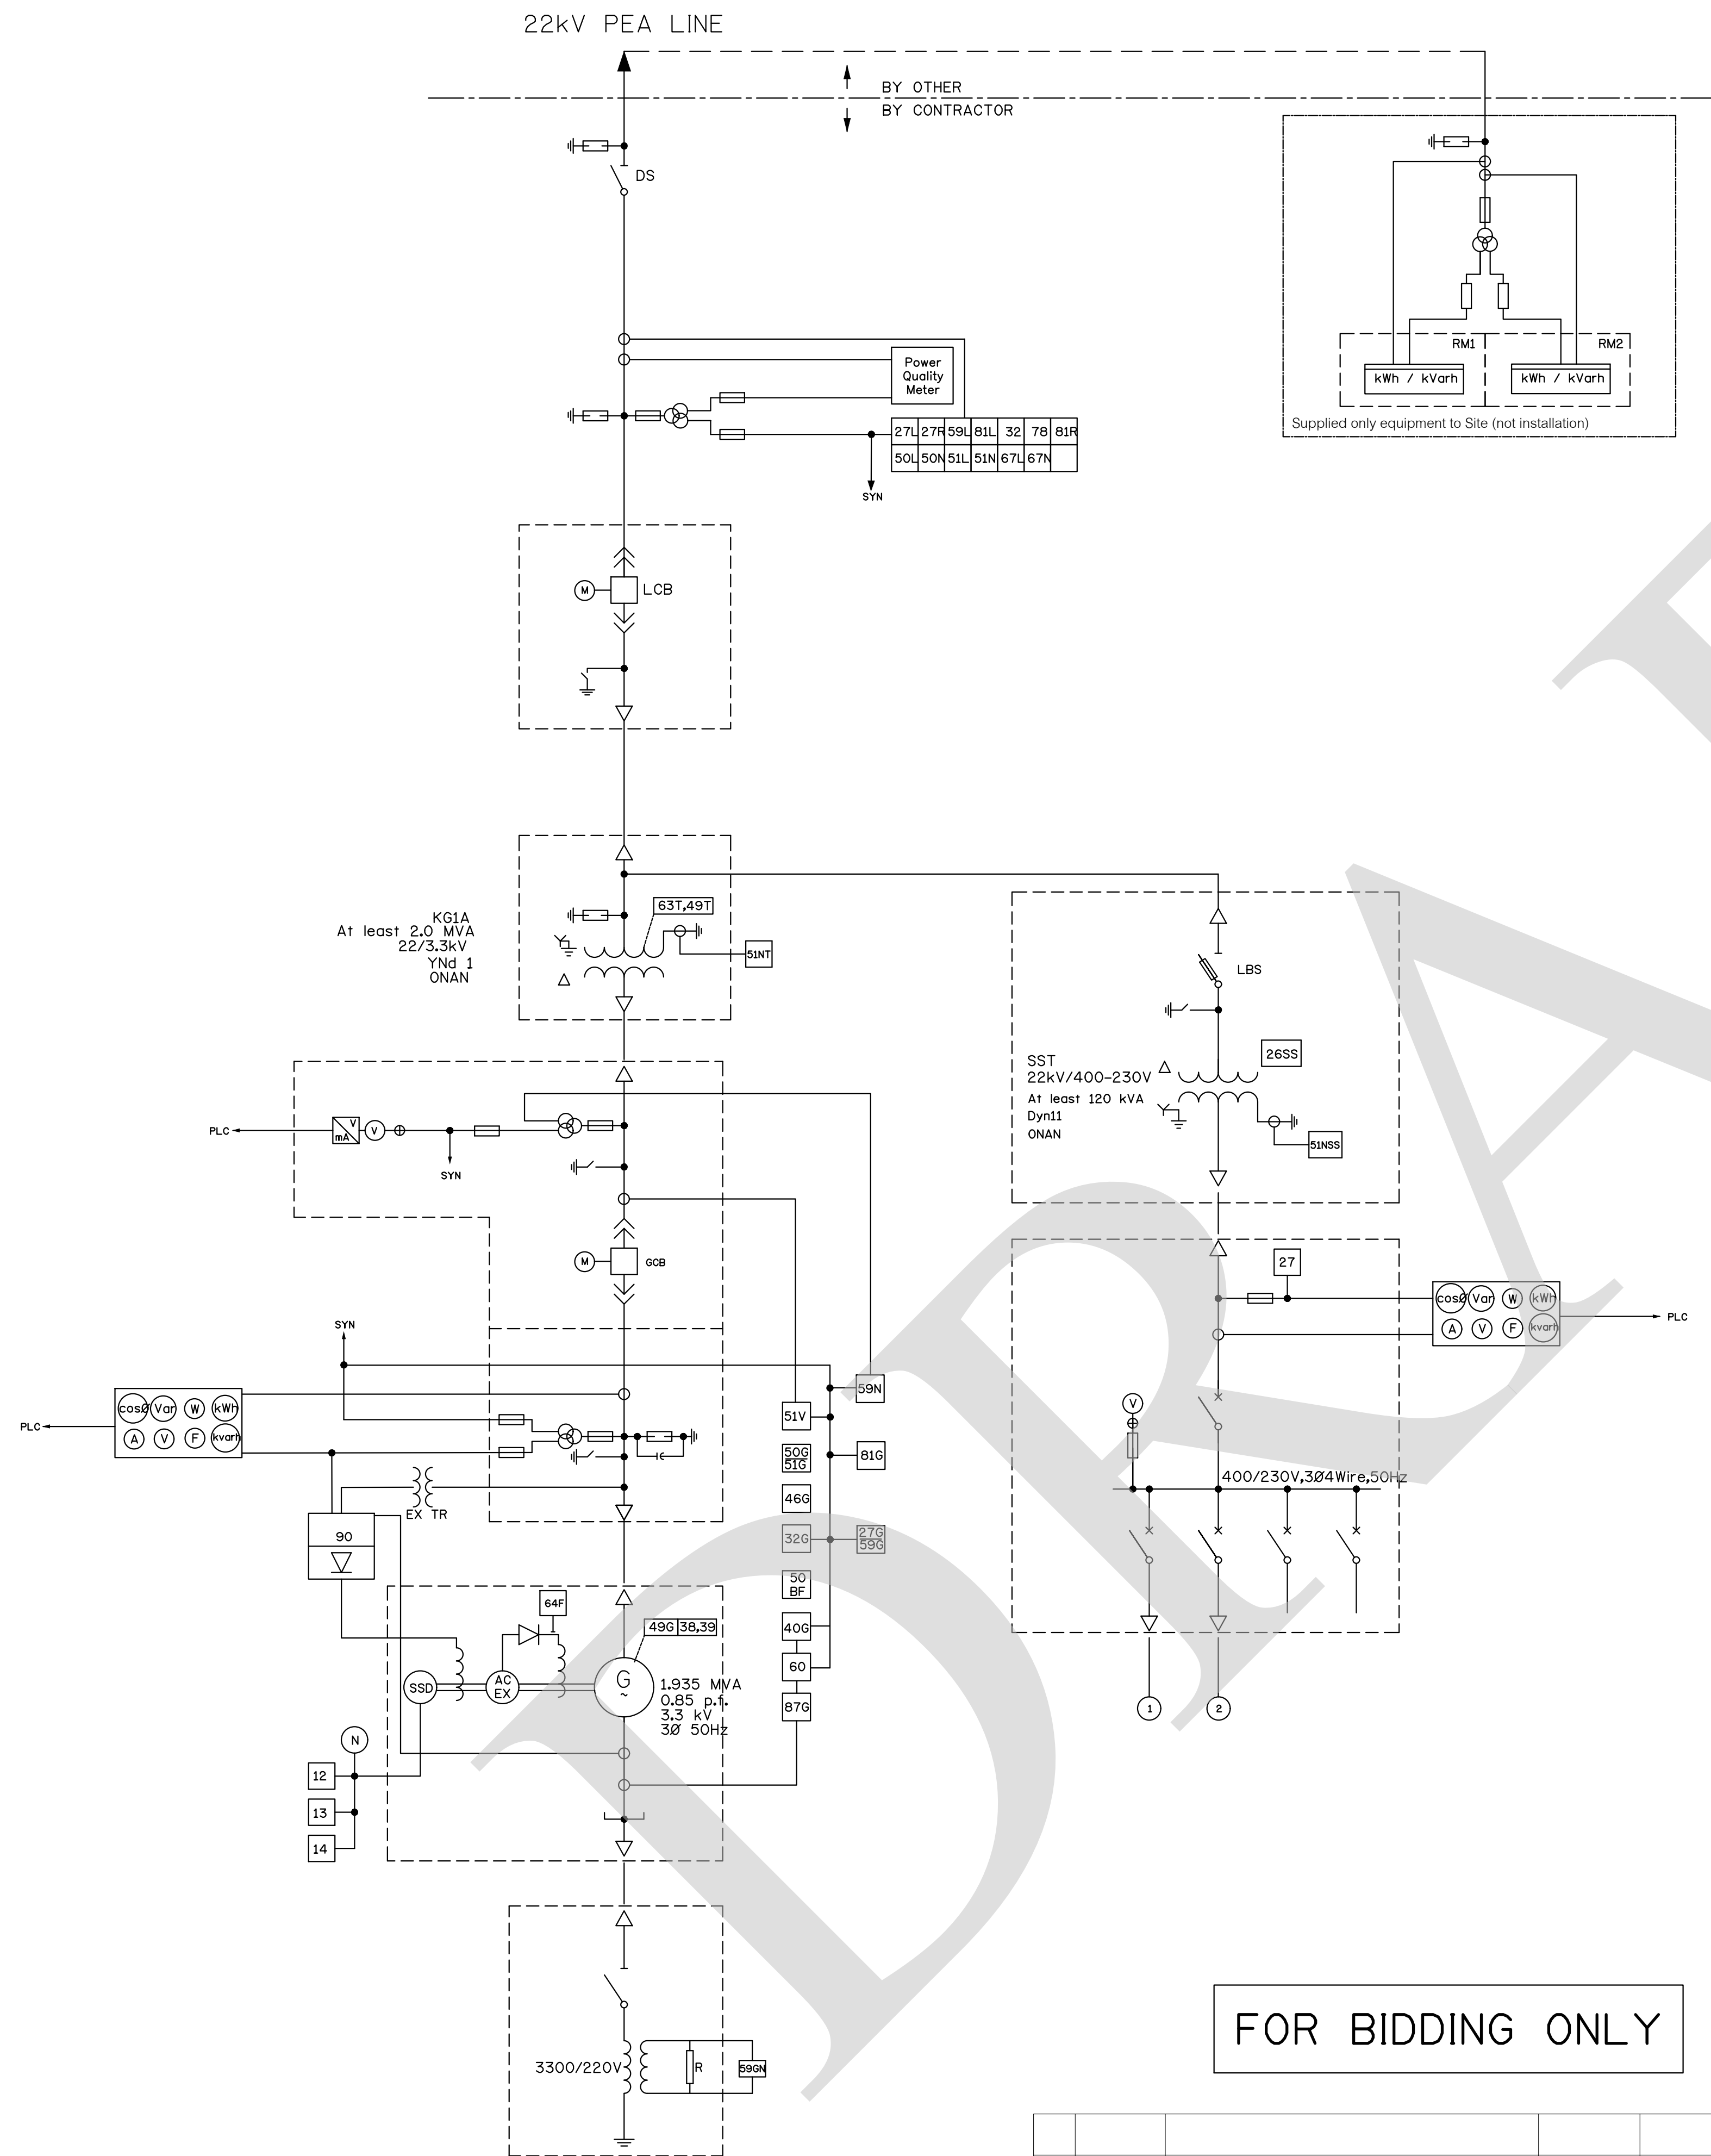 22kV PEA LINE
BY OTHER
BY CONTRACTOR
DS
RM1
RM2
kWh / kVarh
kWh / kVarh
Supplied only equipment to Site (not installation)
Power
Quality
Meter
27L 27R 59L 81L 32 78 81R
50L 50N 51L 51N 67L 67N
SYN
M
LCB
KG1A
At least 2.0 MVA
22/3.3kV
YNd 1
ONAN
63T,49T
51NT
LBS
SST
22kV/400-230V
At least 120 kVA
Dyn11
ONAN
26SS
51NSS
PLC
mA
V
V
SYN
M
GCB
27
cosØ Var W kWh
A V F kvarh
PLC
SYN
PLC
cosØ Var W kWh
A V F kvarh
59N
51V
50G
51G
81G
46G
32G
27G
59G
50
BF
40G
60
87G
V
400/230V,3Ø4Wire,50Hz
EX TR
90
64F
49G 38,39
SSD
AC
EX
G
~
1.935 MVA
0.85 p.f.
3.3 kV
3Ø 50Hz
1
2
N
12
13
14
3300/220V
R
59GN
FOR BIDDING ONLY